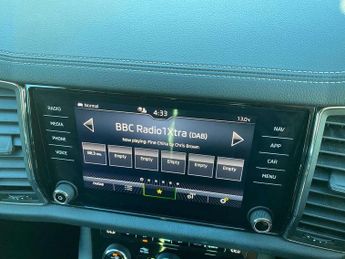 RADIO
MEDIA
PHONE
VOICE
Normal
4:33
13.0
BBC Radio1Xtra (DAB)
Now playing Fine China by Chris Brown
Empty
Empty
Empty
Empty
Empty
NAV
APP
CAR
MENU